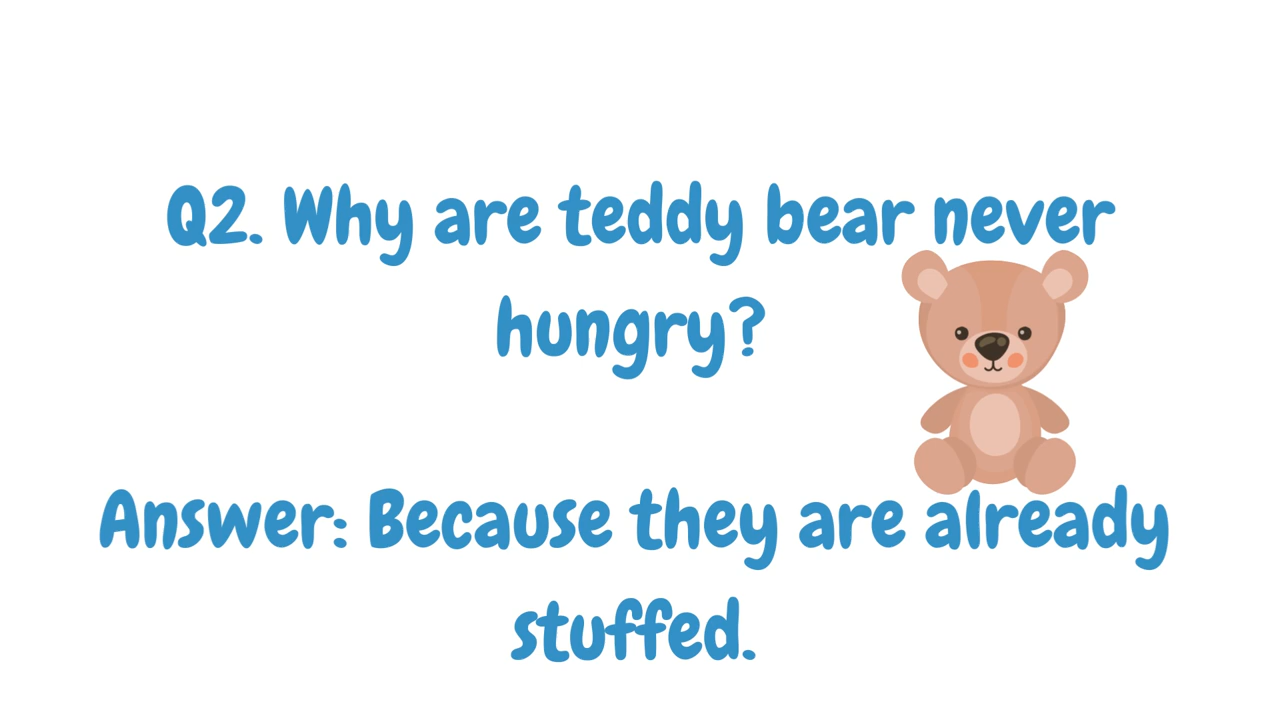 Q2. Why are teddy bear never
hungry?
Answer: Because they are already
stuffed.